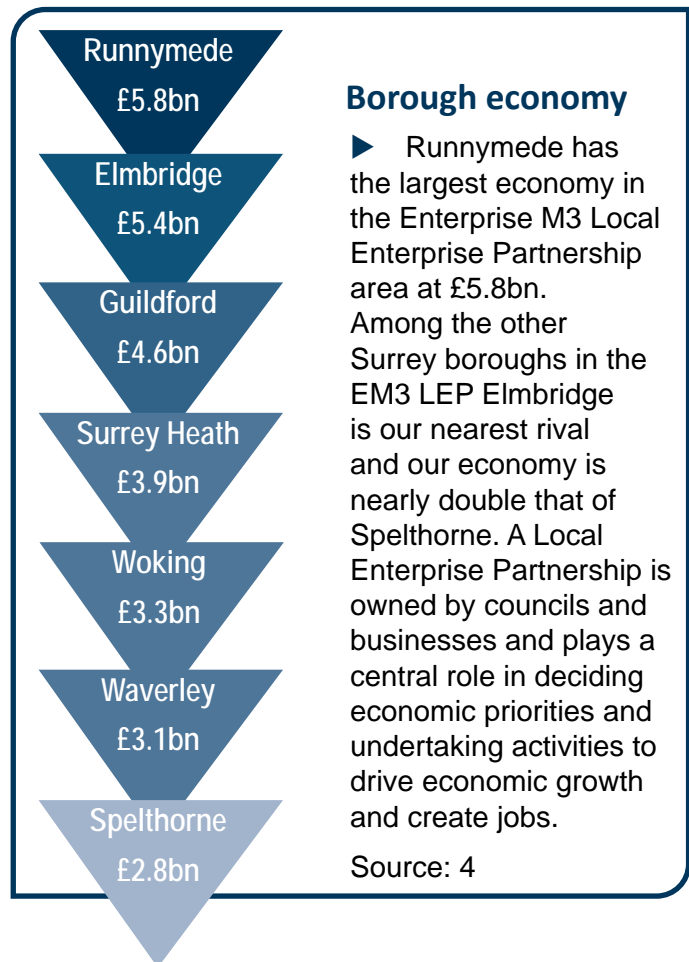 Runnymede
£5.8bn
Elmbridge
£5.4bn
Guildford
£4.6bn
Surrey Heath
£3.9bn
Woking
£3.3bn
Waverley
£3.1bn
Spelthorne
£2.8bn
Borough economy
▶ Runnymede has
the largest economy in
the Enterprise M3 Local
Enterprise Partnership
area at £5.8bn.
Among the other
Surrey boroughs in the
EM3 LEP Elmbridge
is our nearest rival
and our economy is
nearly double that of
Spelthorne. A Local
Enterprise Partnership is
owned by councils and
businesses and plays a
central role in deciding
economic priorities and
undertaking activities to
drive economic growth
and create jobs.
Source: 4